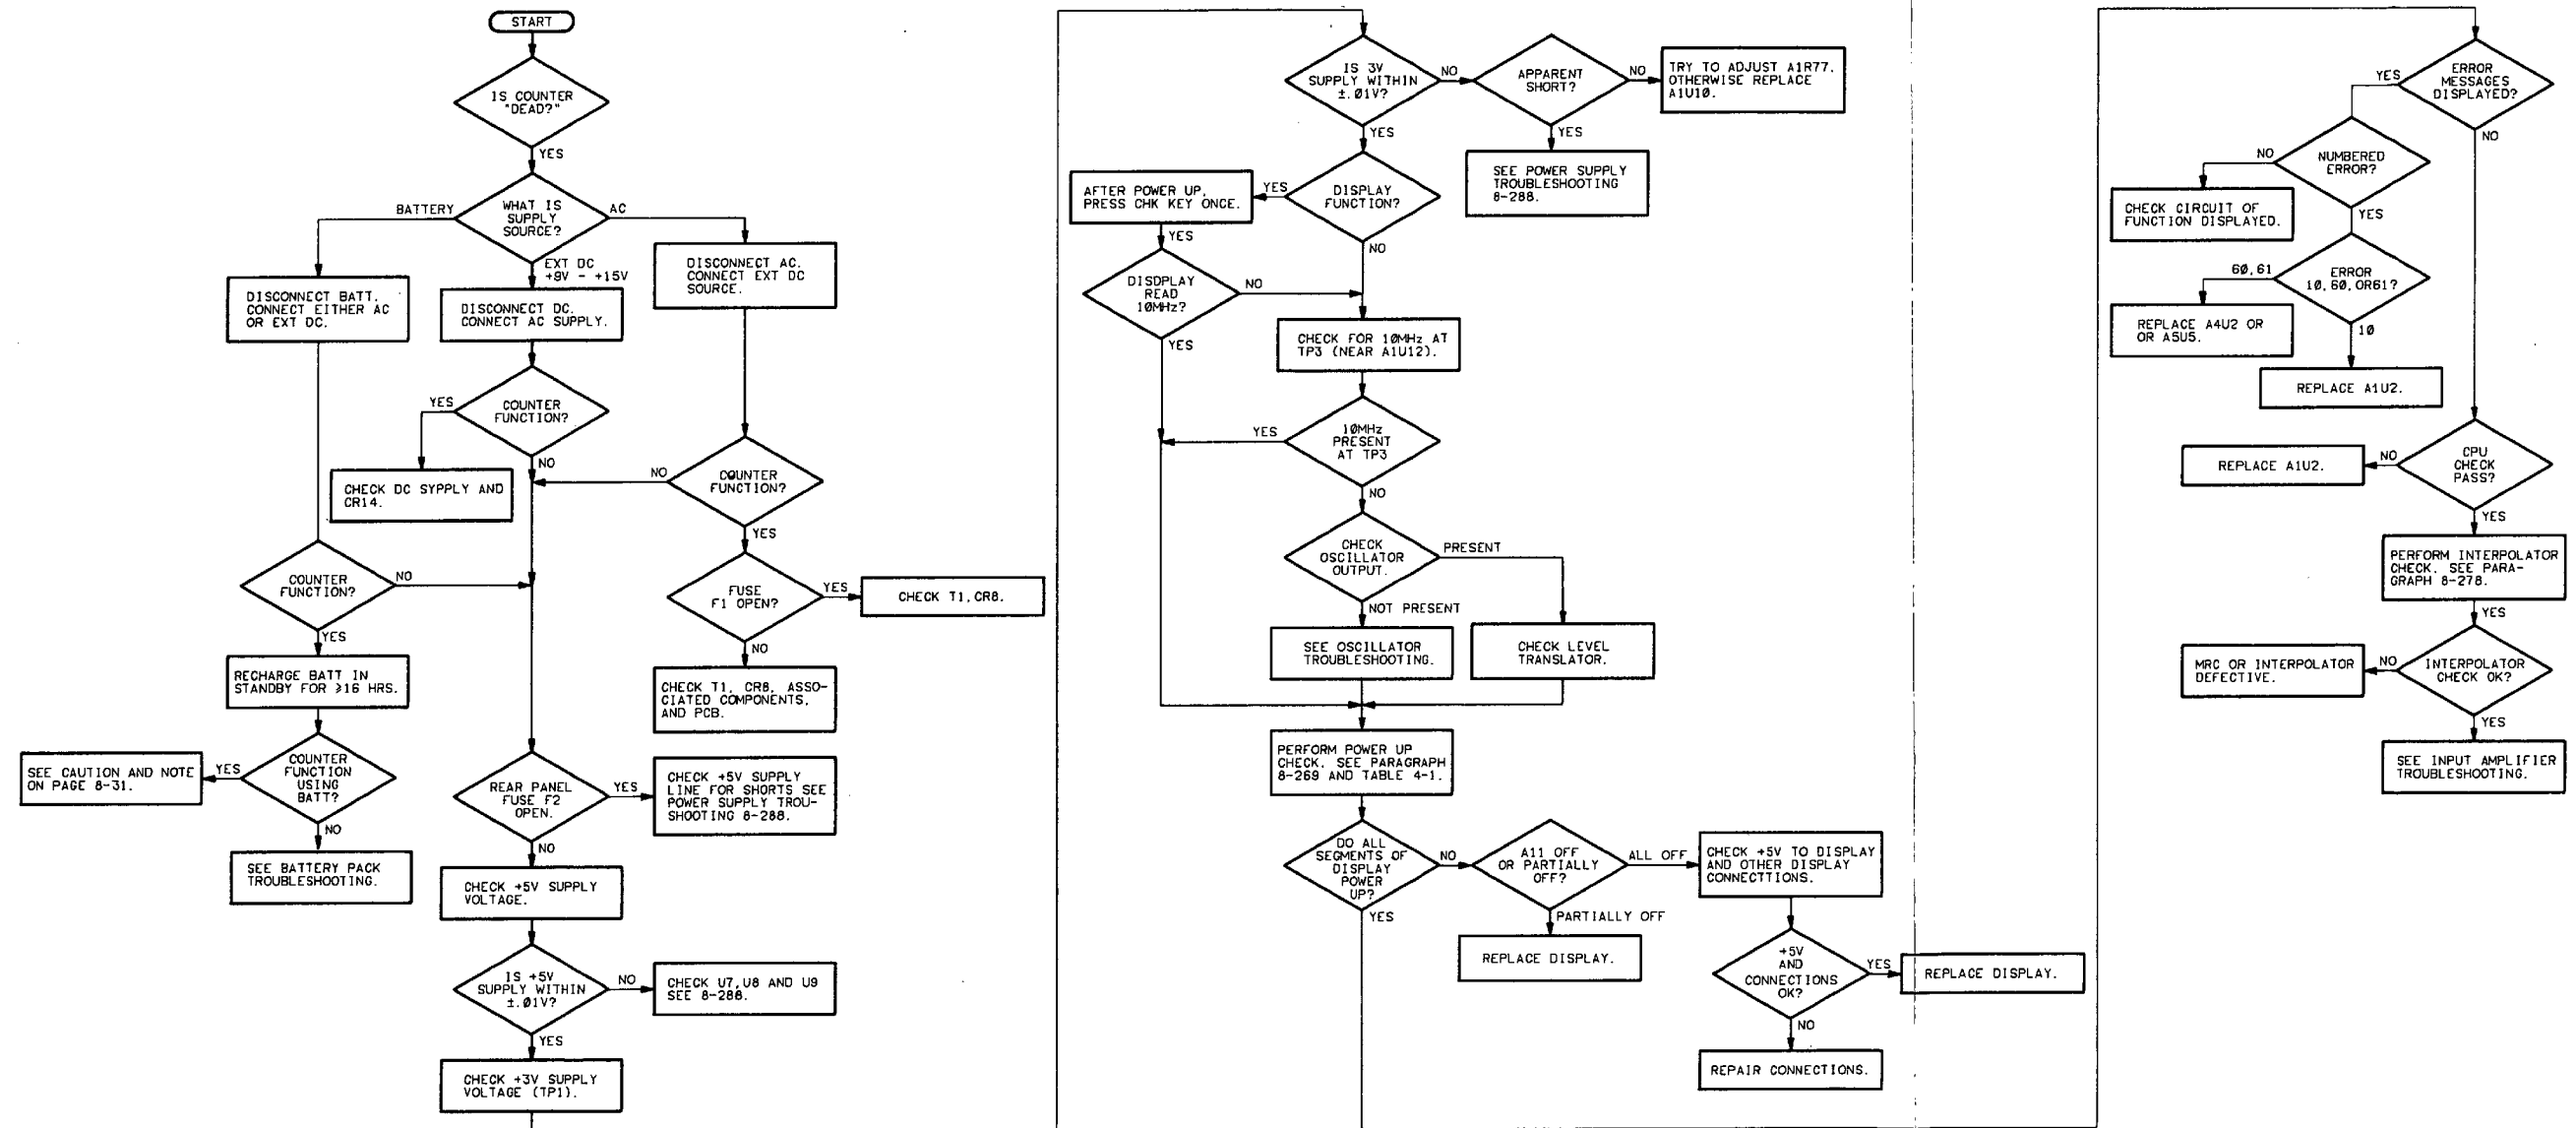 START
IS COUNTER
"DEAD?"
YES
WHAT IS
SUPPLY
SOURCE?
BATTERY
AC
EXT DC
+9V - +15V
DISCONNECT BATT.
CONNECT EITHER AC
OR EXT DC.
DISCONNECT DC.
CONNECT AC SUPPLY.
DISCONNECT AC.
CONNECT EXT DC
SOURCE.
COUNTER
FUNCTION?
YES
NO
CHECK DC SYPPLY AND
CR14.
COUNTER
FUNCTION?
NO
YES
FUSE
F1 OPEN?
YES
CHECK T1,CR8.
NO
CHECK T1, CR8, ASSO-
CIATED COMPONENTS,
AND PCB.
COUNTER
FUNCTION?
NO
YES
RECHARGE BATT IN
STANDBY FOR ≥16 HRS.
COUNTER
FUNCTION
USING
BATT?
YES
SEE CAUTION AND NOTE
ON PAGE 8-31.
NO
SEE BATTERY PACK
TROUBLESHOOTING.
REAR PANEL
FUSE F2
OPEN.
YES
CHECK +5V SUPPLY
LINE FOR SHORTS SEE
POWER SUPPLY TROU-
SHOOTING 8-288.
NO
CHECK +5V SUPPLY
VOLTAGE.
IS +5V
SUPPLY WITHIN
±.01V?
NO
CHECK U7,U8 AND U9
SEE 8-288.
YES
CHECK +3V SUPPLY
VOLTAGE (TP1).
IS 3V
SUPPLY WITHIN
±.01V?
NO
APPARENT
SHORT?
NO
TRY TO ADJUST A1R77.
OTHERWISE REPLACE
A1U10.
YES
SEE POWER SUPPLY
TROUBLESHOOTING
8-288.
YES
DISPLAY
FUNCTION?
YES
AFTER POWER UP,
PRESS CHK KEY ONCE.
NO
YES
DISDPLAY
READ
10MHz?
NO
YES
CHECK FOR 10MHz AT
TP3 (NEAR A1U12).
10MHz
PRESENT
AT TP3
YES
NO
CHECK
OSCILLATOR
OUTPUT.
PRESENT
NOT PRESENT
SEE OSCILLATOR
TROUBLESHOOTING.
CHECK LEVEL
TRANSLATOR.
PERFORM POWER UP
CHECK. SEE PARAGRAPH
8-269 AND TABLE 4-1.
DO ALL
SEGMENTS OF
DISPLAY
POWER
UP?
NO
YES
A11 OFF
OR PARTIALLY
OFF?
ALL OFF
PARTIALLY OFF
REPLACE DISPLAY.
CHECK +5V TO DISPLAY
AND OTHER DISPLAY
CONNECTTIONS.
+5V
AND
CONNECTIONS
OK?
YES
REPLACE DISPLAY.
NO
REPAIR CONNECTIONS.
ERROR
MESSAGES
DISPLAYED?
YES
NO
NUMBERED
ERROR?
NO
CHECK CIRCUIT OF
FUNCTION DISPLAYED.
YES
ERROR
10,60,OR61?
60,61
REPLACE A4U2 OR
OR A5U5.
10
REPLACE A1U2.
CPU
CHECK
PASS?
NO
REPLACE A1U2.
YES
PERFORM INTERPOLATOR
CHECK. SEE PARA-
GRAPH 8-278.
YES
INTERPOLATOR
CHECK OK?
NO
MRC OR INTERPOLATOR
DEFECTIVE.
YES
SEE INPUT AMPLIFIER
TROUBLESHOOTING.